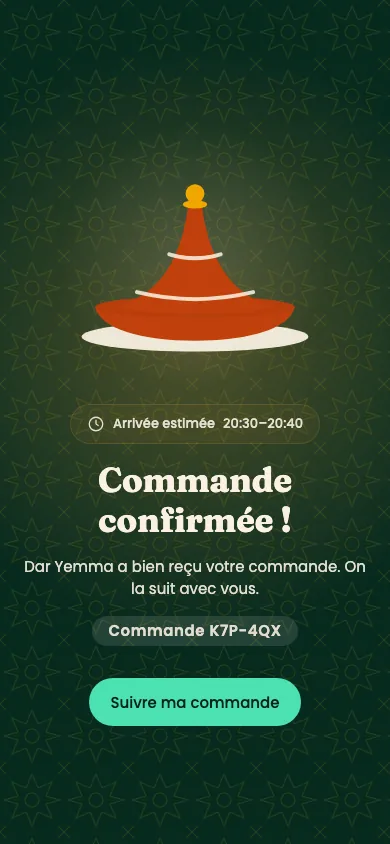 Arrivée estimée 20:30–20:40
Commande
confirmée !
Dar Yemma a bien reçu votre commande. On
la suit avec vous.
Commande K7P-4QX
Suivre ma commande